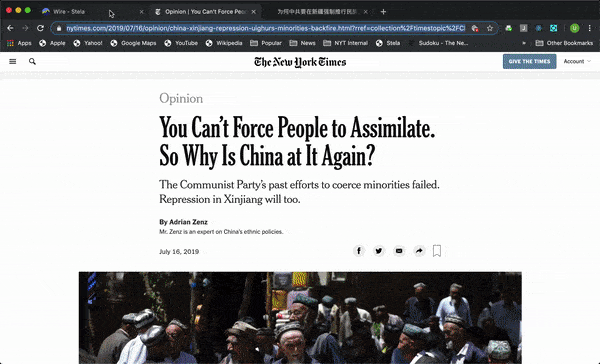 Wire - Stela
Opinion | You Can't Force Peop
为何中共要在新疆强制推行民
nytimes.com/2019/07/16/opinion/china-xinjiang-repression-uighurs-minorities-backfire.html?rref=collection%2Ftimestopic%2FC
Apps Apple Yahoo! Google Maps YouTube Wikipedia Popular News NYT Internal Stela Sudoku - The Ne... » Other Bookmarks
The New York Times
GIVE THE TIMES
Account
Opinion
You Can't Force People to Assimilate.
So Why Is China at It Again?
The Communist Party's past efforts to coerce minorities failed.
Repression in Xinjiang will too.
By Adrian Zenz
Mr. Zenz is an expert on China's ethnic policies.
July 16, 2019